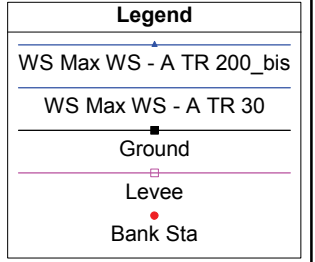 Legend
WS Max WS - A TR 200_bis
WS Max WS - A TR 30
Ground
Levee
Bank Sta